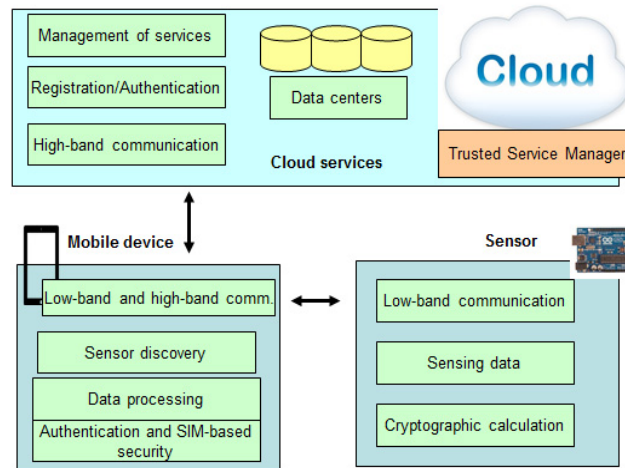 Management of services
Registration/Authentication
High-band communication
Data centers
Cloud services
Cloud
Trusted Service Manager
Mobile device
Low-band and high-band comm.
Sensor discovery
Data processing
Authentication and SIM-based
security
Sensor
Low-band communication
Sensing data
Cryptographic calculation